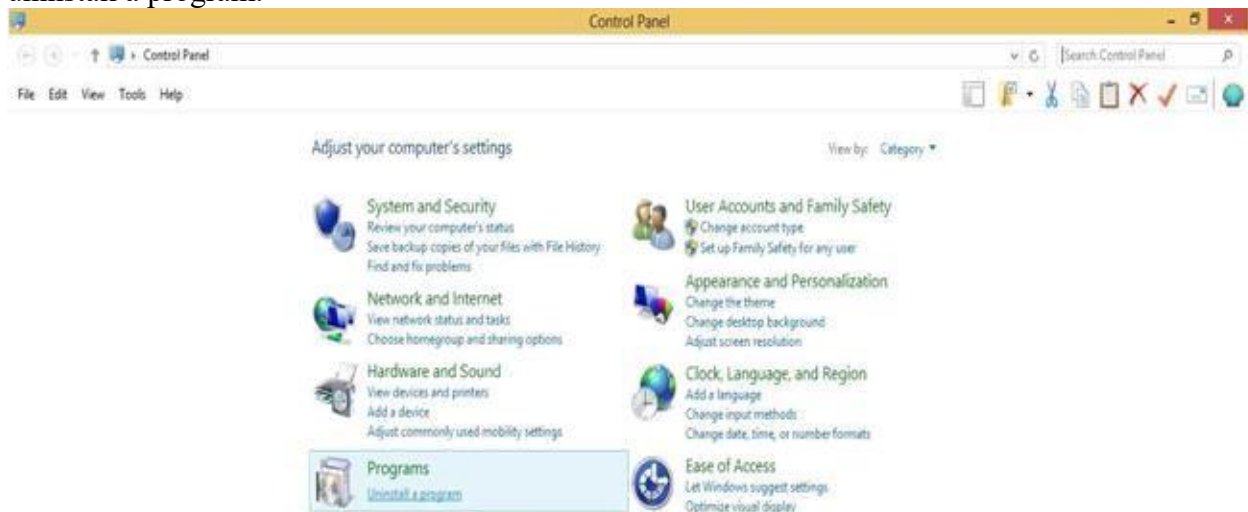 uninstall a program.
Control Panel
Control Panel
Search Control Panel
File Edit View Tools Help
Adjust your computer's settings
View by: Category
System and Security
Review your computer's status
Save backup copies of your files with File History
Find and fix problems
Network and Internet
View network status and tasks
Choose homegroup and sharing options
Hardware and Sound
View devices and printers
Add a device
Adjust commonly used mobility settings
Programs
Uninstall a program
User Accounts and Family Safety
Change account type
Set up Family Safety for any user
Appearance and Personalization
Change the theme
Change desktop background
Adjust screen resolution
Clock, Language, and Region
Add a language
Change input methods
Change date, time, or number formats
Ease of Access
Let Windows suggest settings
Optimize visual display